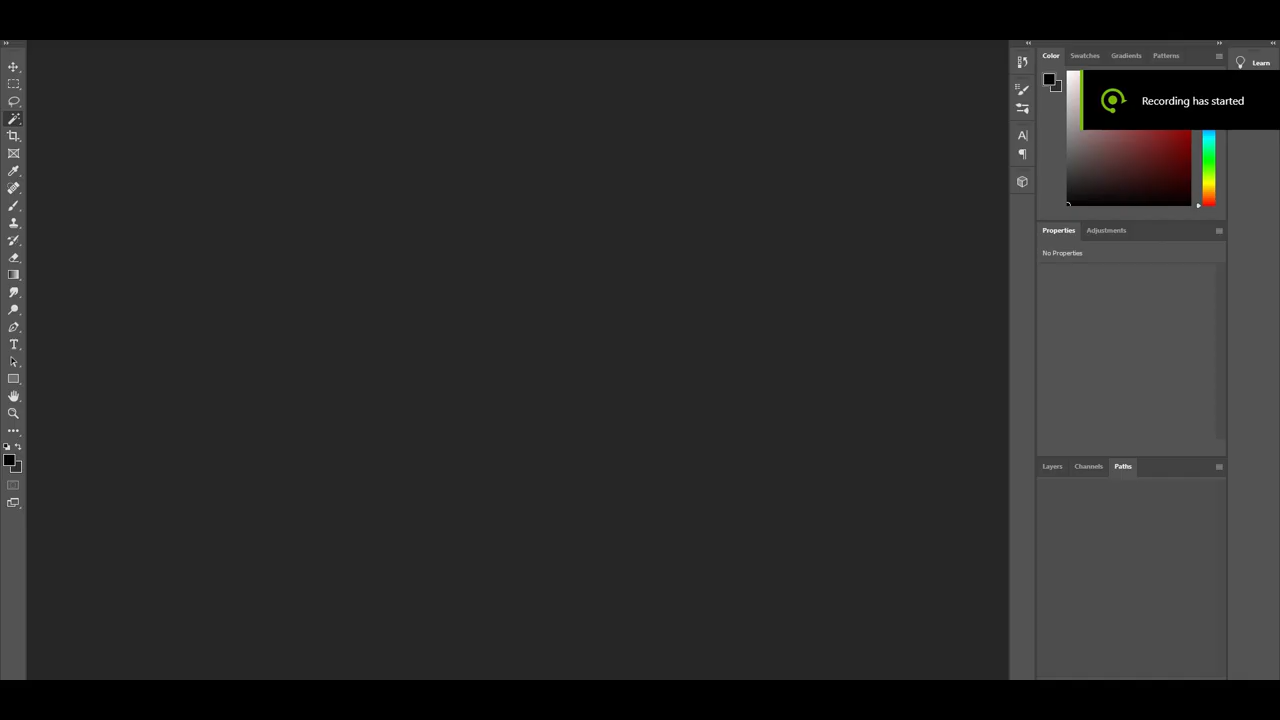 Color Swatches Gradients Patterns
Learn
Recording has started
Properties Adjustments
No Properties
Layers Channels Paths